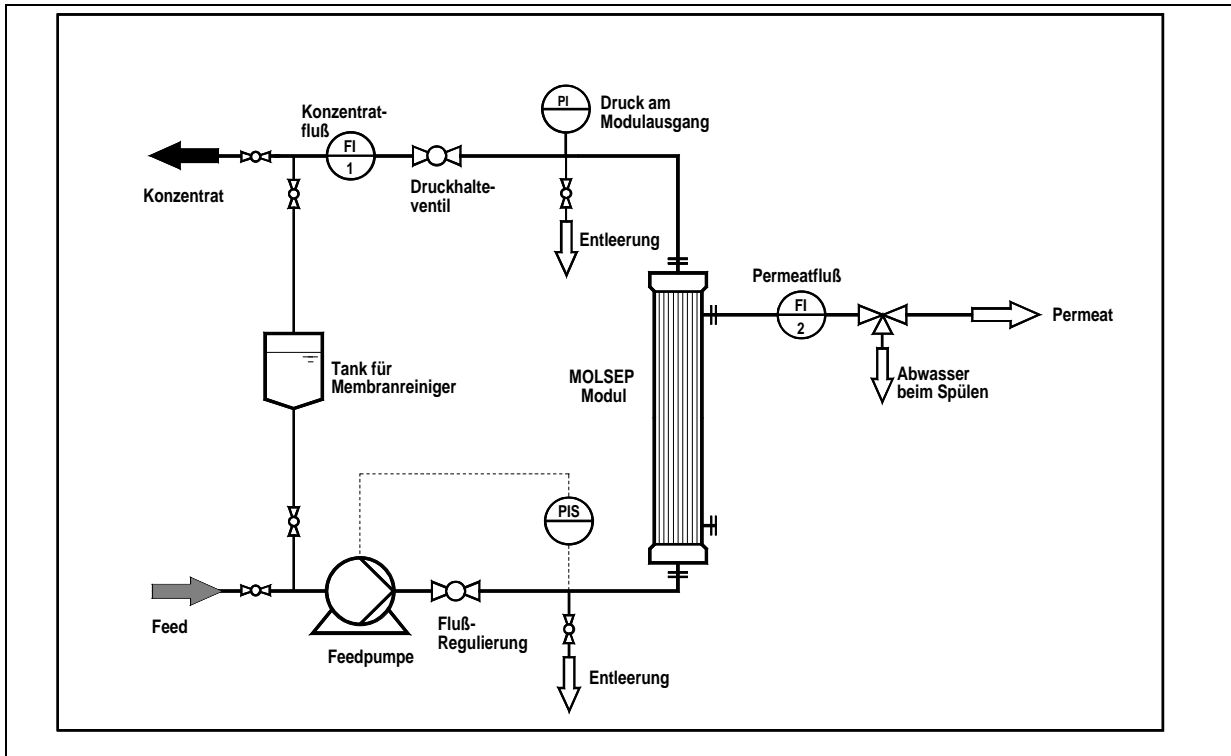 PI
Druck am
Modulausgang
Konzentrat-
fluß
FI
1
Konzentrat
Druckhalte-
ventil
Entleerung
Permeatfluß
FI
2
Permeat
Tank für
Membranreiniger
MOLSEP
Modul
Abwasser
beim Spülen
PIS
Feed
Feedpumpe
Fluß-
Regulierung
Entleerung